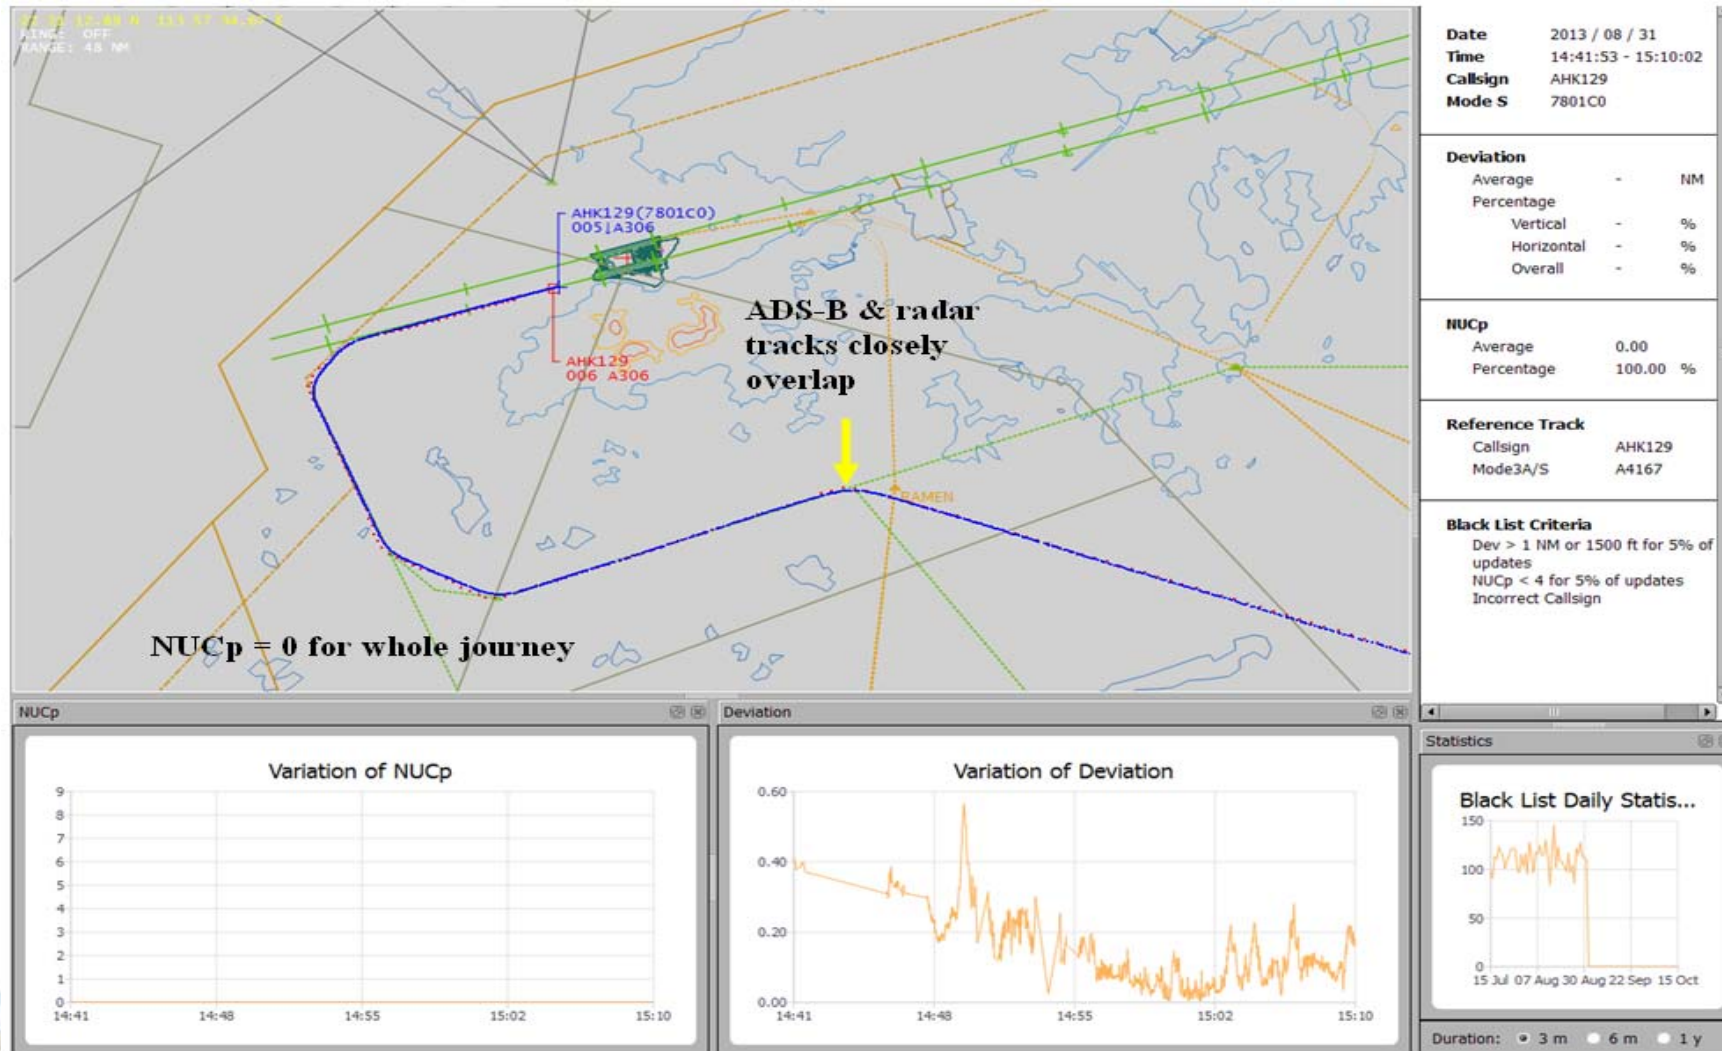 RING: OFF
RANGE: 48 NM
AHK129(7801C0)
005↓A306
AHK129
006 A306
ADS-B & radar
tracks closely
overlap
RAMEN
NUCp = 0 for whole journey
Date 2013 / 08 / 31
Time 14:41:53 - 15:10:02
Callsign AHK129
Mode S 7801C0
Deviation
Average - NM
Percentage
Vertical - %
Horizontal - %
Overall - %
NUCp
Average 0.00
Percentage 100.00 %
Reference Track
Callsign AHK129
Mode3A/S A4167
Black List Criteria
Dev > 1 NM or 1500 ft for 5% of
updates
NUCp < 4 for 5% of updates
Incorrect Callsign
NUCp
Variation of NUCp
9
8
7
6
5
4
3
2
1
0
14:41 14:48 14:55 15:02 15:10
Deviation
Variation of Deviation
0.60
0.40
0.20
0.00
14:41 14:48 14:55 15:02 15:10
Statistics
Black List Daily Statis...
150
100
50
0
15 Jul 07 Aug 30 Aug 22 Sep 15 Oct
Duration: 3 m 6 m 1 y